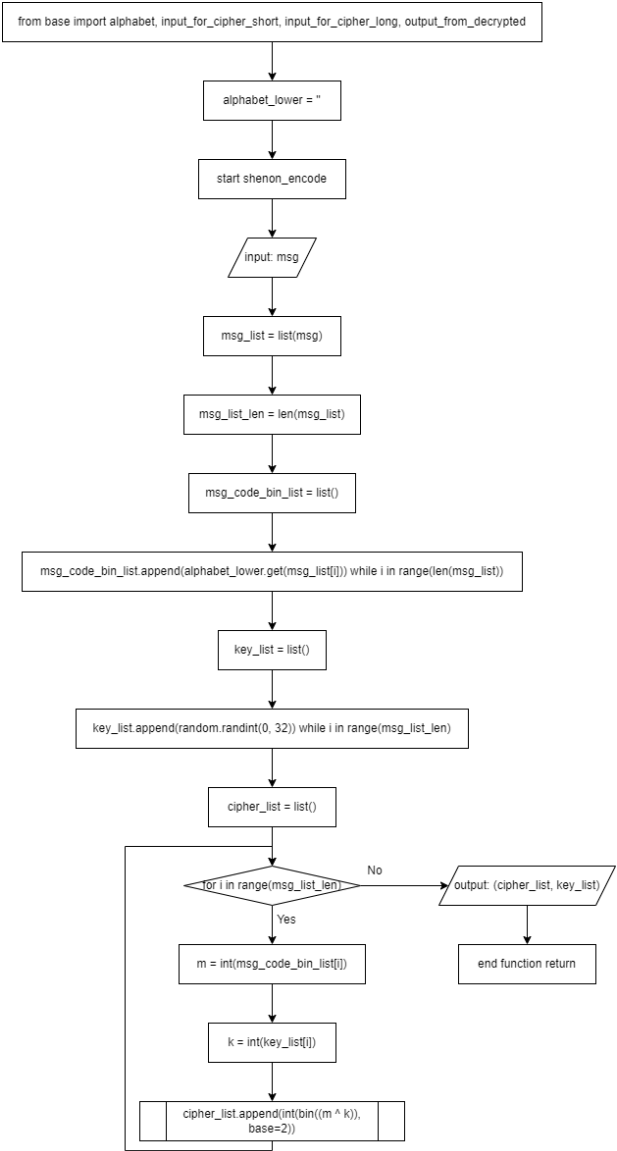 from base import alphabet, input_for_cipher_short, input_for_cipher_long, output_from_decrypted
alphabet_lower = ''
start shenon_encode
input: msg
msg_list = list(msg)
msg_list_len = len(msg_list)
msg_code_bin_list = list()
msg_code_bin_list.append(alphabet_lower.get(msg_list[i])) while i in range(len(msg_list))
key_list = list()
key_list.append(random.randint(0, 32)) while i in range(msg_list_len)
cipher_list = list()
for i in range(msg_list_len)
No
output: (cipher_list, key_list)
Yes
m = int(msg_code_bin_list[i])
end function return
k = int(key_list[i])
cipher_list.append(int(bin((m ^ k)),
base=2))